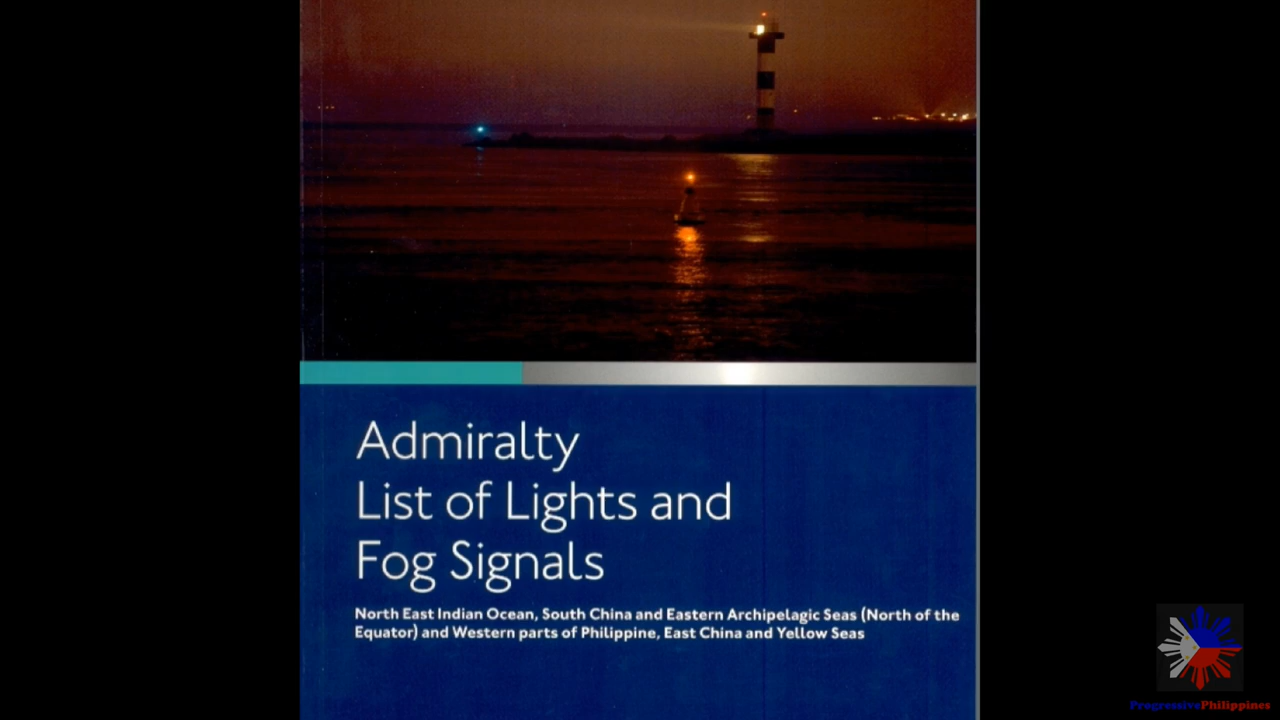 Admiralty
List of Lights and
Fog Signals
North East Indian Ocean, South China and Eastern Archipelagic Seas (North of the
Equator) and Western parts of Philippine, East China and Yellow Seas
ProgressivePhilippines